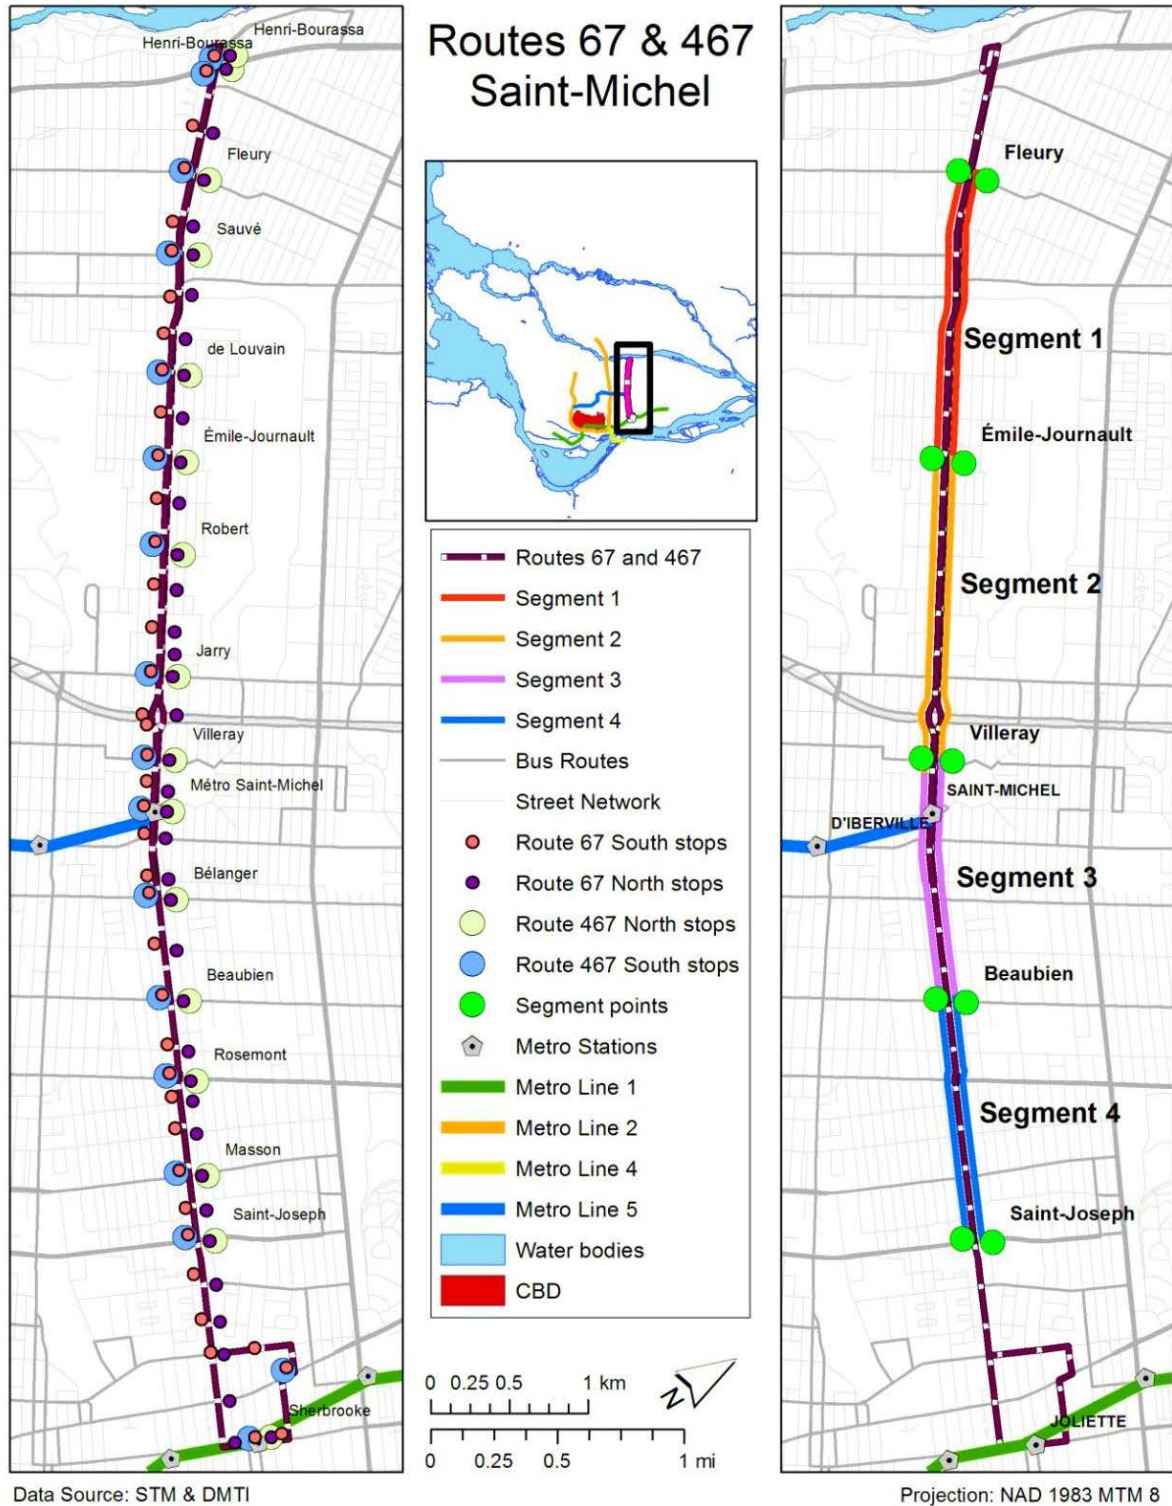 Routes 67 & 467
Saint-Michel
Henri-Bourassa
Henri-Bourassa
Fleury
Sauvé
de Louvain
Émile-Journault
Robert
Jarry
Villeray
Métro Saint-Michel
Bélanger
Beaubien
Rosemont
Masson
Saint-Joseph
Sherbrooke
Routes 67 and 467
Segment 1
Segment 2
Segment 3
Segment 4
Bus Routes
Street Network
Route 67 South stops
Route 67 North stops
Route 467 North stops
Route 467 South stops
Segment points
Metro Stations
Metro Line 1
Metro Line 2
Metro Line 4
Metro Line 5
Water bodies
CBD
0 0.25 0.5 1 km
N
0 0.25 0.5 1 mi
Fleury
Segment 1
Émile-Journault
Segment 2
Villeray
SAINT-MICHEL
D'IBERVILLE
Segment 3
Beaubien
Segment 4
Saint-Joseph
JOLIETTE
Data Source: STM & DMTI
Projection: NAD 1983 MTM 8